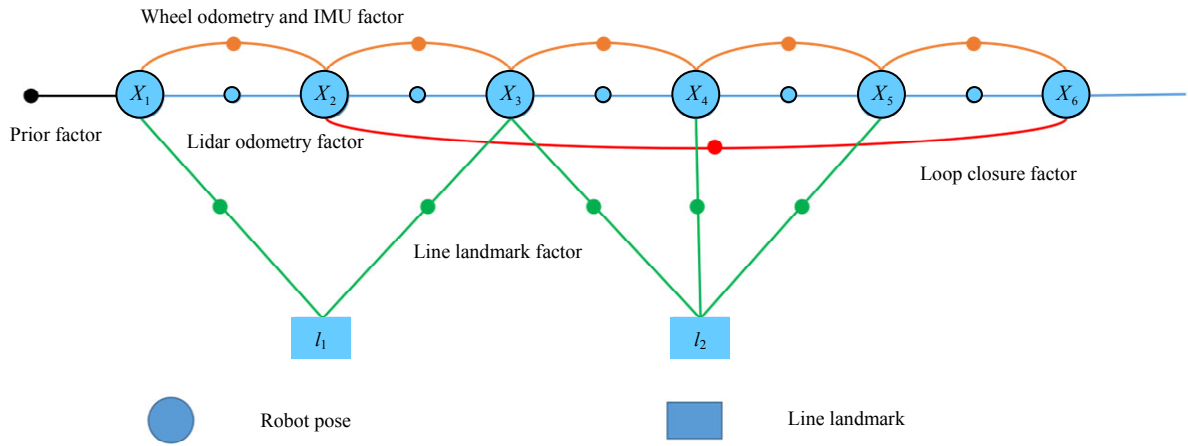 Wheel odometry and IMU factor
X1 X2 X3 X4 X5 X6
Prior factor
Lidar odometry factor
Loop closure factor
Line landmark factor
l1 l2
Robot pose
Line landmark